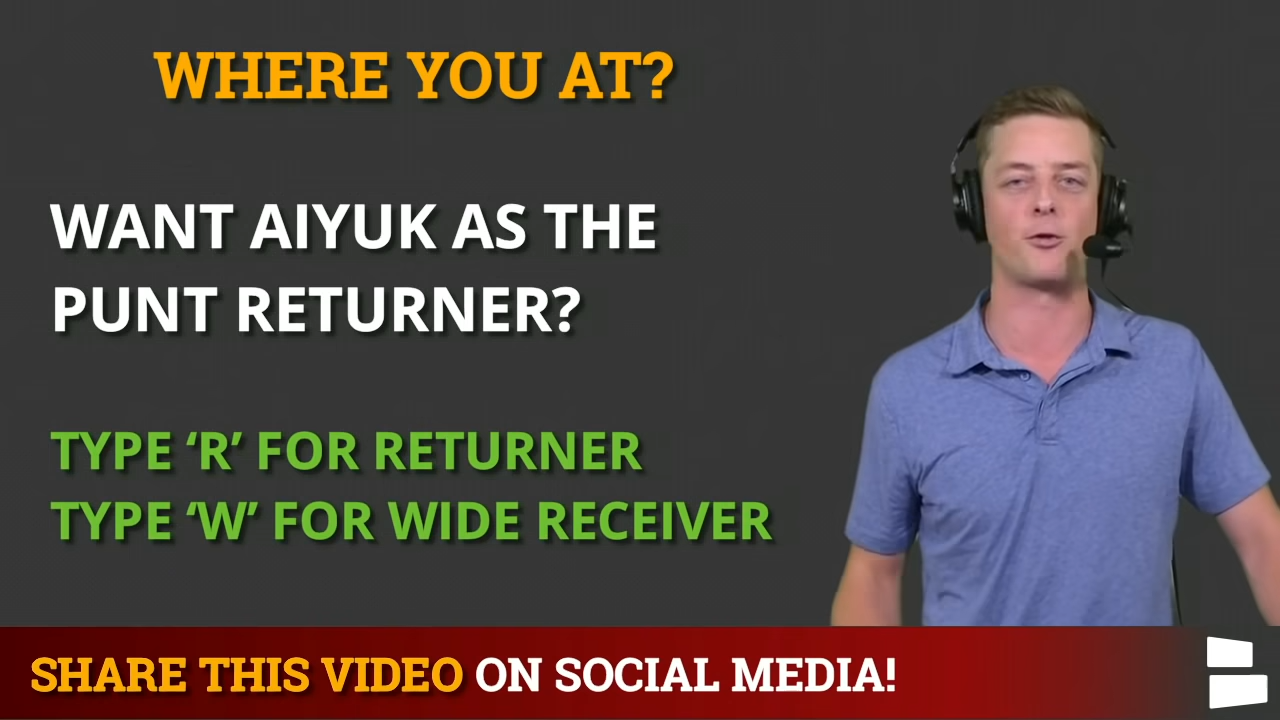 WHERE YOU AT?
WANT AIYUK AS THE
PUNT RETURNER?
TYPE ‘R’ FOR RETURNER
TYPE ‘W’ FOR WIDE RECEIVER
SHARE THIS VIDEO ON SOCIAL MEDIA!